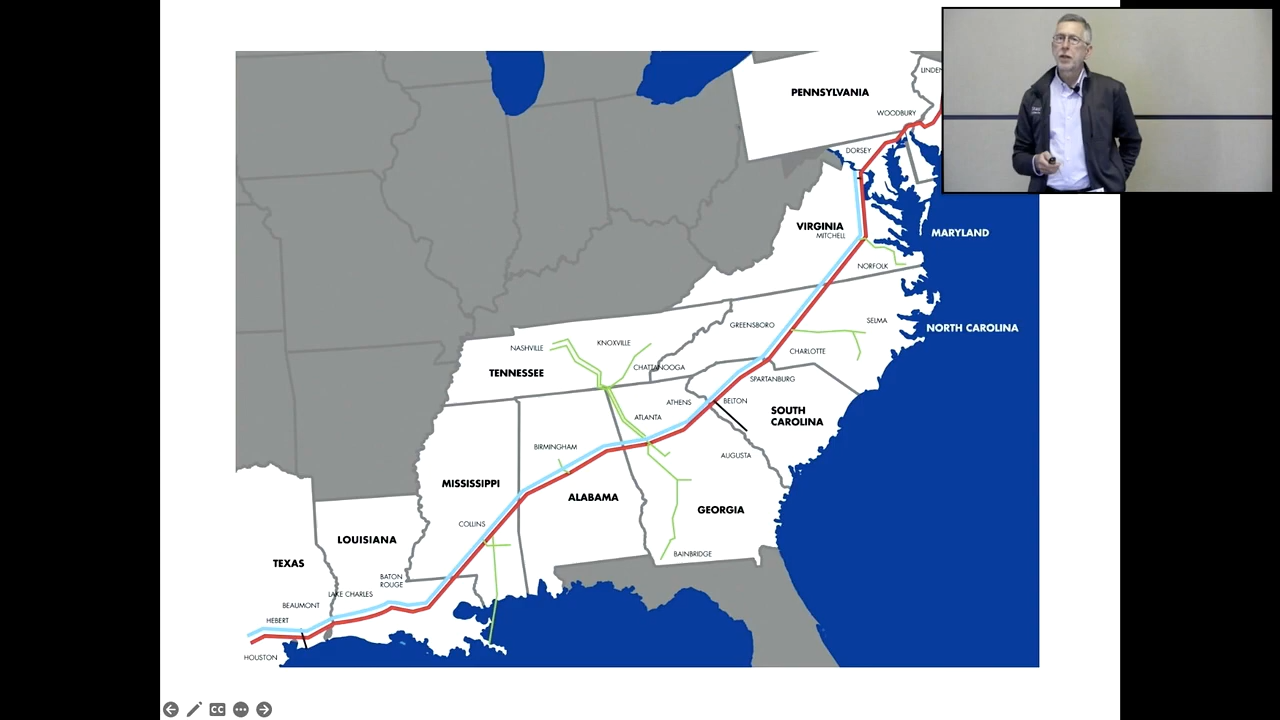 LINDEN
PENNSYLVANIA
WOODBURY
DORSEY
VIRGINIA
MITCHELL
MARYLAND
NORFOLK
SELMA
GREENSBORO
NORTH CAROLINA
KNOXVILLE
NASHVILLE
CHARLOTTE
CHATTANOOGA
TENNESSEE
SPARTANBURG
ATHENS
BELTON
SOUTH
CAROLINA
ATLANTA
BIRMINGHAM
AUGUSTA
MISSISSIPPI
ALABAMA
GEORGIA
COLLINS
LOUISIANA
BAINBRIDGE
TEXAS
BATON
ROUGE
LAKE CHARLES
BEAUMONT
HEBERT
HOUSTON
CC